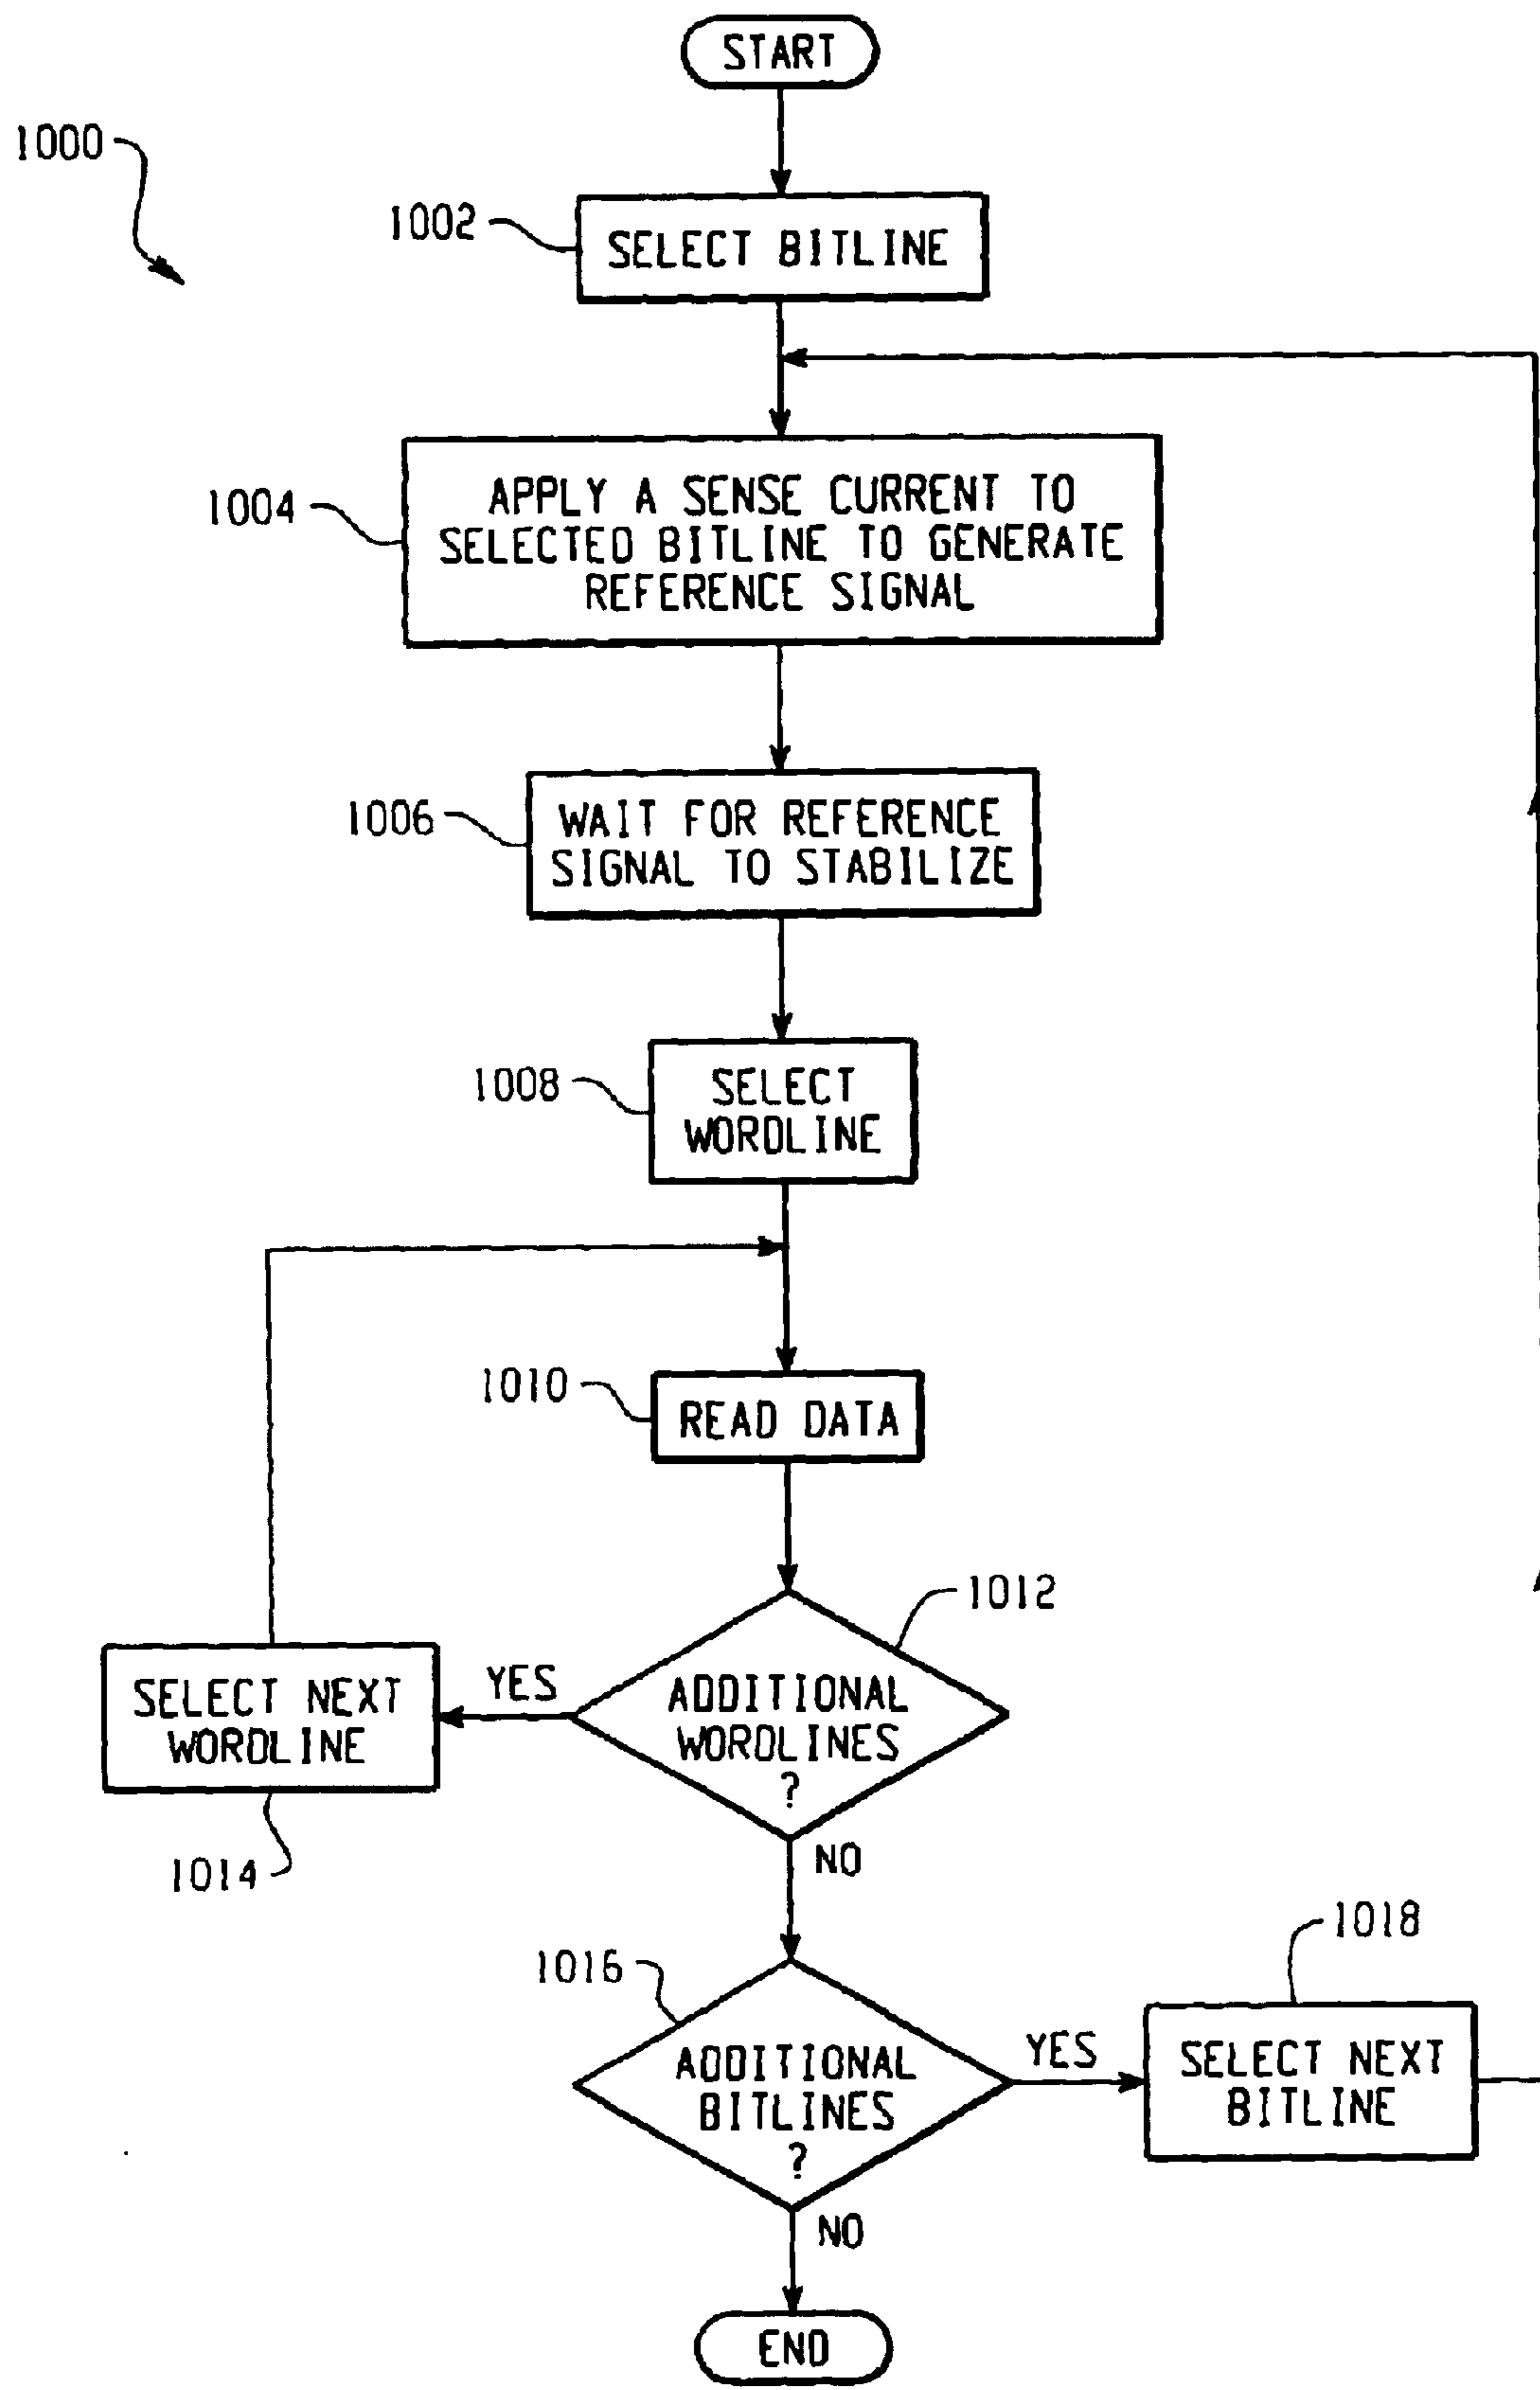 START
1000
1002
SELECT BITLINE
1004
APPLY A SENSE CURRENT TO
SELECTED BITLINE TO GENERATE
REFERENCE SIGNAL
1006
WAIT FOR REFERENCE
SIGNAL TO STABILIZE
1008
SELECT
WORDLINE
1010
READ DATA
1012
ADDITIONAL
WORDLINES
?
YES
SELECT NEXT
WORDLINE
1014
NO
1016
ADDITIONAL
BITLINES
?
YES
1018
SELECT NEXT
BITLINE
NO
END